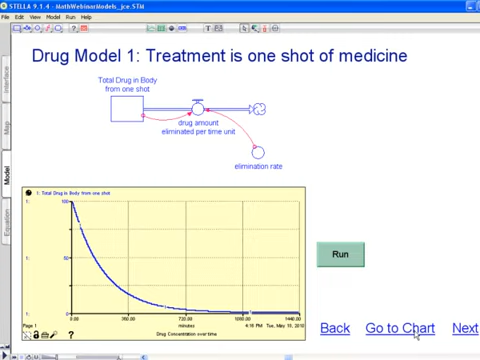 STELLA 9.1.4 - MathWebinarModels_jce.STM
File Edit View Model Run Help
Drug Model 1: Treatment is one shot of medicine
Total Drug in Body
from one shot
drug amount
eliminated per time unit
elimination rate
Interface
Map
Model
Equation
1: Total Drug in Body from one shot
1: 100
1: 50
1: 0
0.00 360.00 720.00 1080.00 1440.00
Page 1 minutes 4:16 PM Tue, May 18, 2010
? Drug Concentration over time
Run
Back Go to Chart Next